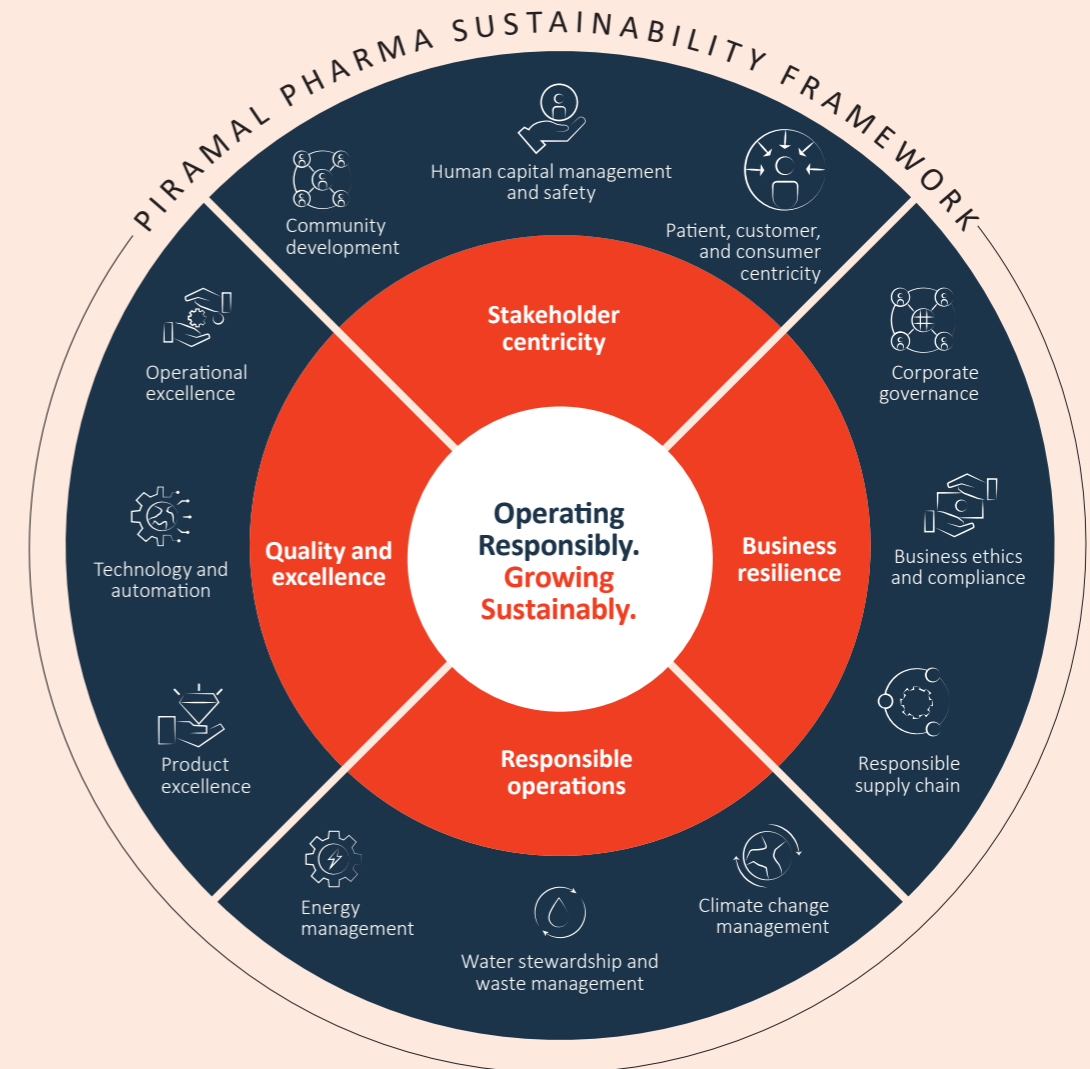 PIRAMAL PHARMA SUSTAINABILITY FRAMEWORK
Community
development
Human capital management
and safety
Patient, customer,
and consumer
centricity
Stakeholder
centricity
Corporate
governance
Business ethics
and compliance
Responsible
supply chain
Business
resilience
Climate change
management
Water stewardship and
waste management
Energy
management
Responsible
operations
Product
excellence
Technology and
automation
Operational
excellence
Quality and
excellence
Operating
Responsibly.
Growing
Sustainably.